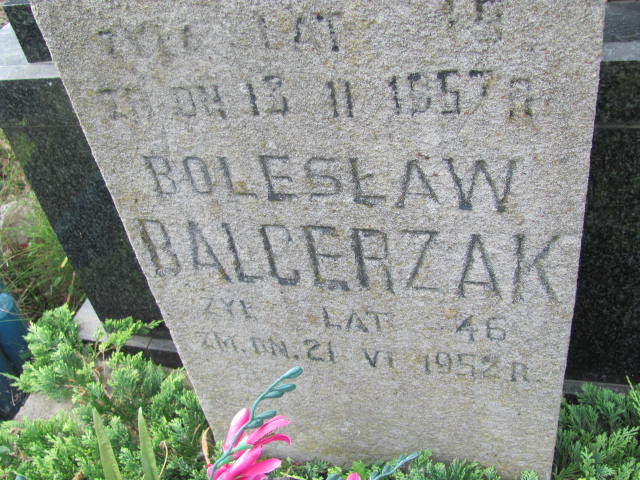 ŻYŁ LAT
ZM DN 13 II 1957 R
BOLESŁAW
BALCERZAK
ŻYŁ LAT 46
ZM. DN. 21 VI 1952 R.